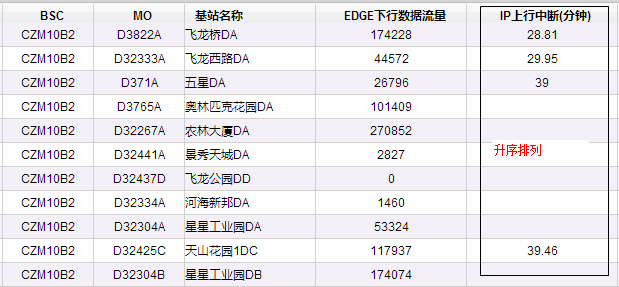 BSC MO 基站名称 EDGE下行数据流量 IP上行中断(分钟)
CZM10B2 D3822A 飞龙桥DA 174228 28.81
CZM10B2 D32333A 飞龙西路DA 44572 29.95
CZM10B2 D371A 五星DA 26796 39
CZM10B2 D3765A 奥林匹克花园DA 101409
CZM10B2 D32267A 农林大厦DA 270852
CZM10B2 D32441A 景秀天城DA 2827 升序排列
CZM10B2 D32437D 飞龙公园DD 0
CZM10B2 D32334A 河海新邦DA 1460
CZM10B2 D32304A 星星工业园DA 53324
CZM10B2 D32425C 天山花园1DC 117937 39.46
CZM10B2 D32304B 星星工业园DB 174074